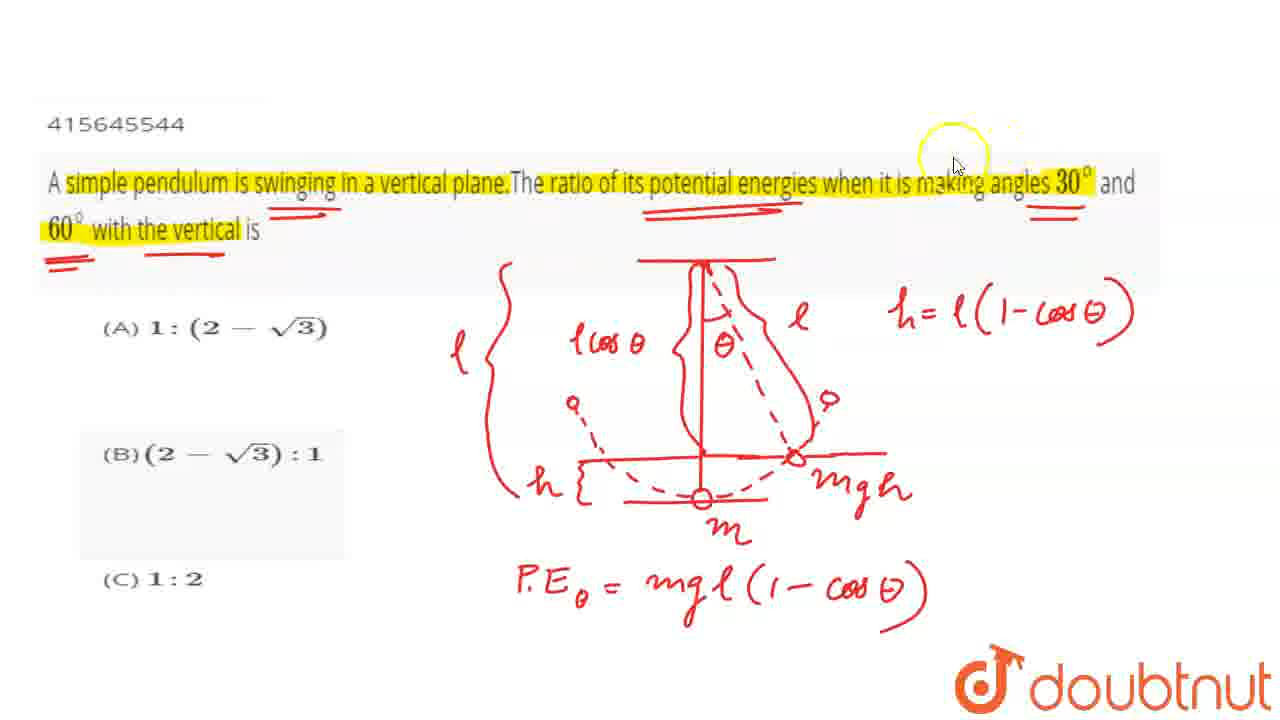 415645544
A simple pendulum is swinging in a vertical plane.The ratio of its potential energies when it is making angles 30° and
60° with the vertical is
(A) 1 : (2 − √3)
(B) (2 − √3) : 1
(C) 1 : 2
l
l cos θ
θ
l
h = l (1 − cos θ)
h
mgh
m
P.E_θ = mgl (1 − cos θ)
doubtnut